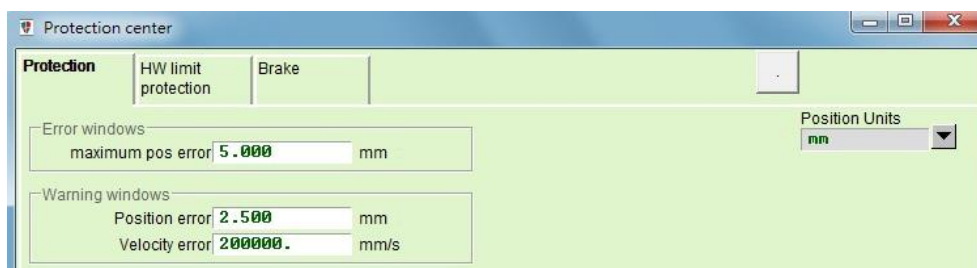 Protection center
Protection
HW limit
protection
Brake
.
Position Units
mm
Error windows
maximum pos error 5.000 mm
Warning windows
Position error 2.500 mm
Velocity error 200000. mm/s